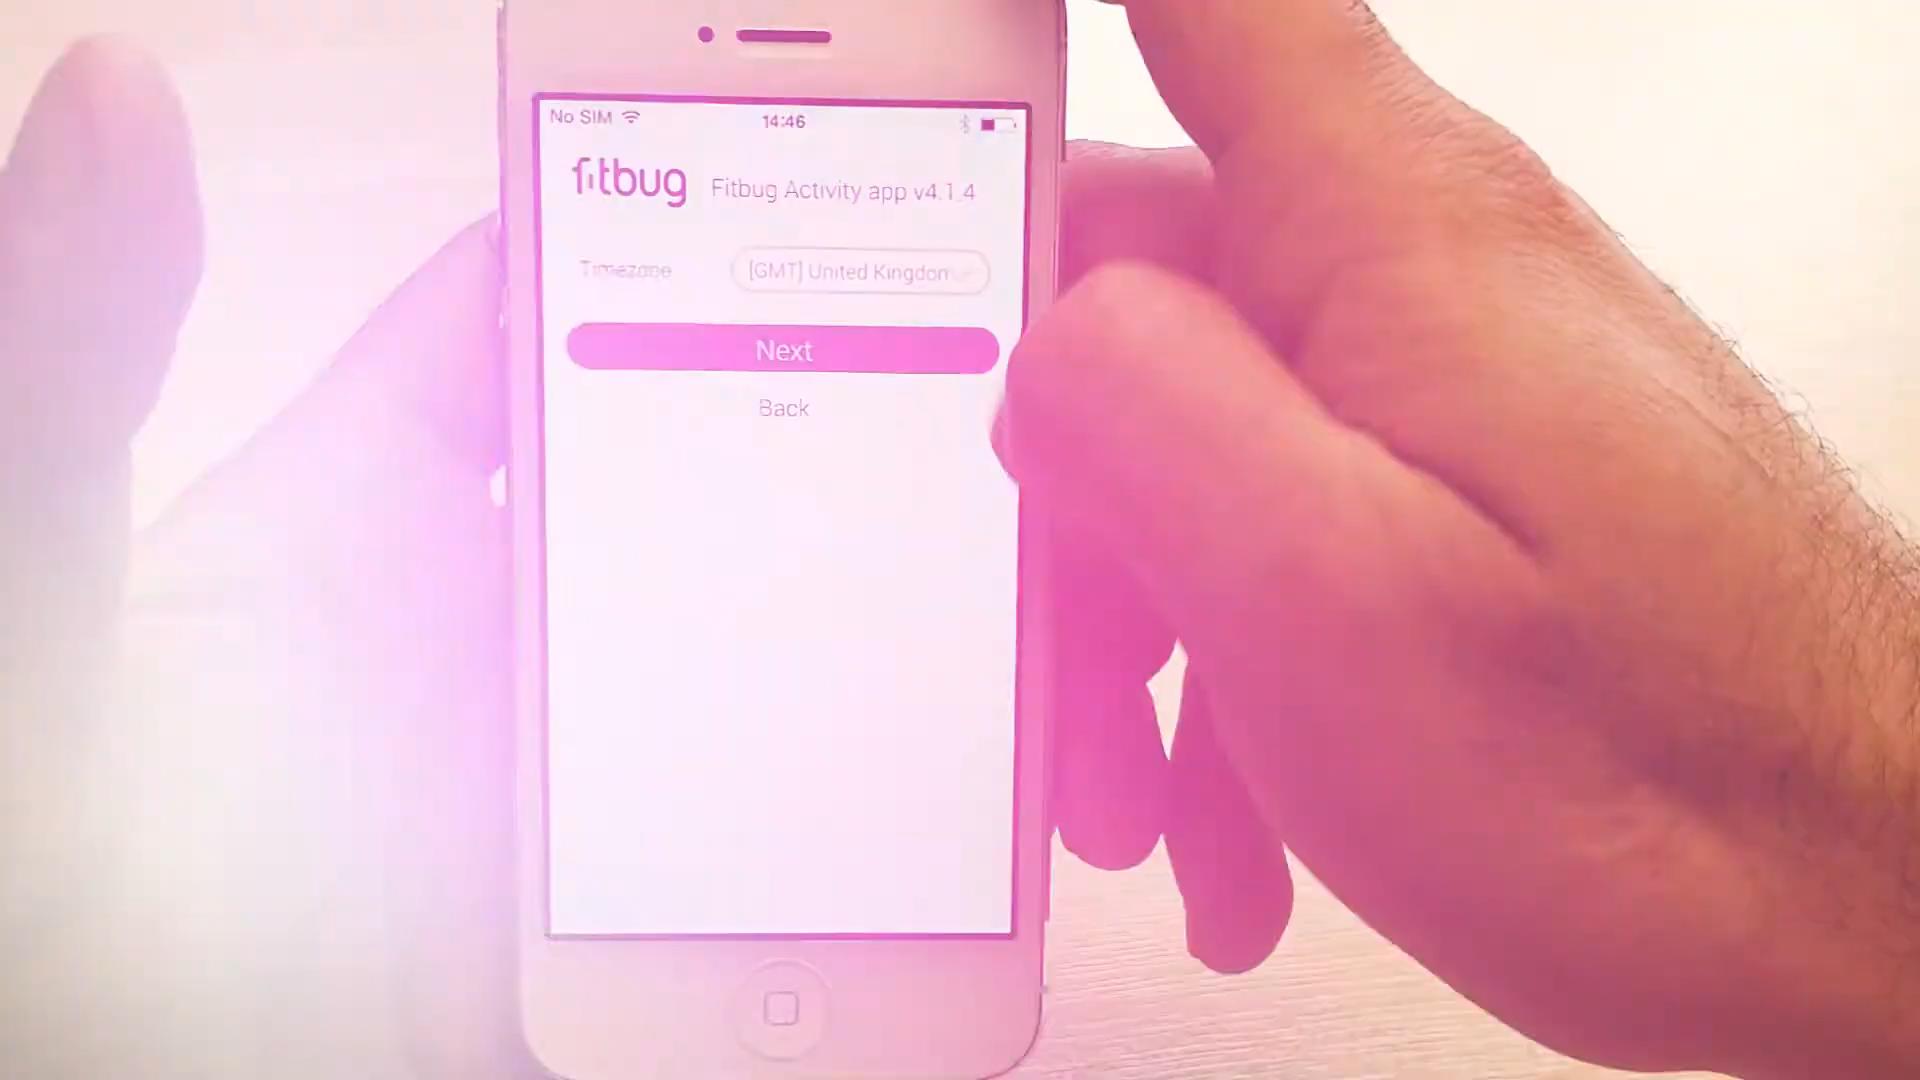 No SIM 14:46
fitbug Fitbug Activity app v4.1.4
Timezone [GMT] United Kingdom
Next
Back